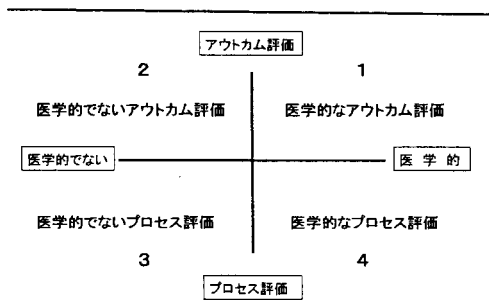 アウトカム評価
2
1
医学的でないアウトカム評価
医学的なアウトカム評価
医学的でない
医学的
医学的でないプロセス評価
医学的なプロセス評価
3
4
プロセス評価